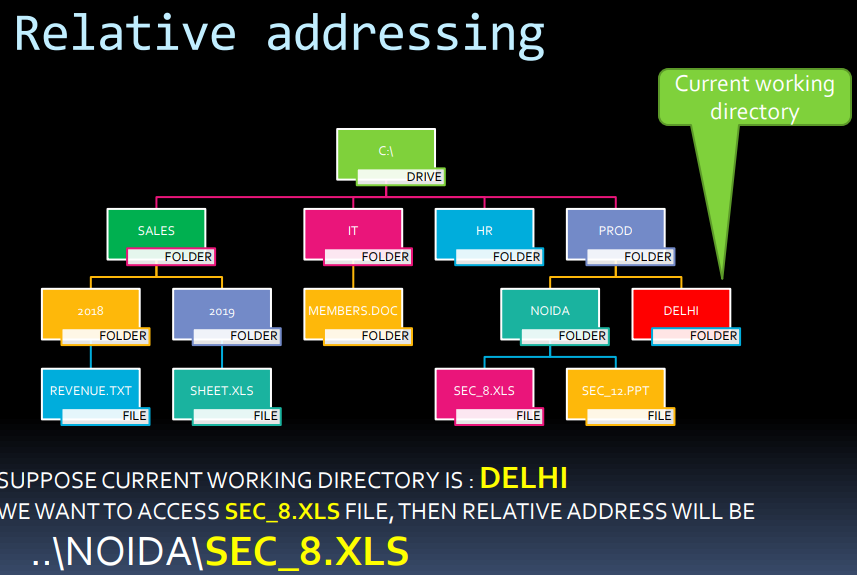 Relative addressing
Current working
directory
C:\
DRIVE
SALES
FOLDER
IT
FOLDER
HR
FOLDER
PROD
FOLDER
2018
FOLDER
2019
FOLDER
MEMBERS.DOC
FOLDER
NOIDA
FOLDER
DELHI
FOLDER
REVENUE.TXT
FILE
SHEET.XLS
FILE
SEC_8.XLS
FILE
SEC_12.PPT
FILE
SUPPOSE CURRENT WORKING DIRECTORY IS : DELHI
WE WANT TO ACCESS SEC_8.XLS FILE, THEN RELATIVE ADDRESS WILL BE
..\NOIDA\SEC_8.XLS